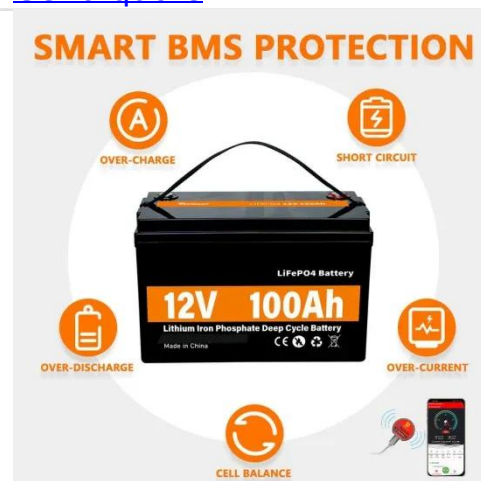 SMART BMS PROTECTION
A
OVER-CHARGE
SHORT CIRCUIT
LiFePO4 Battery
12V 100Ah
Lithium Iron Phosphate Deep Cycle Battery
Made in China
CE
OVER-DISCHARGE
OVER-CURRENT
CELL BALANCE